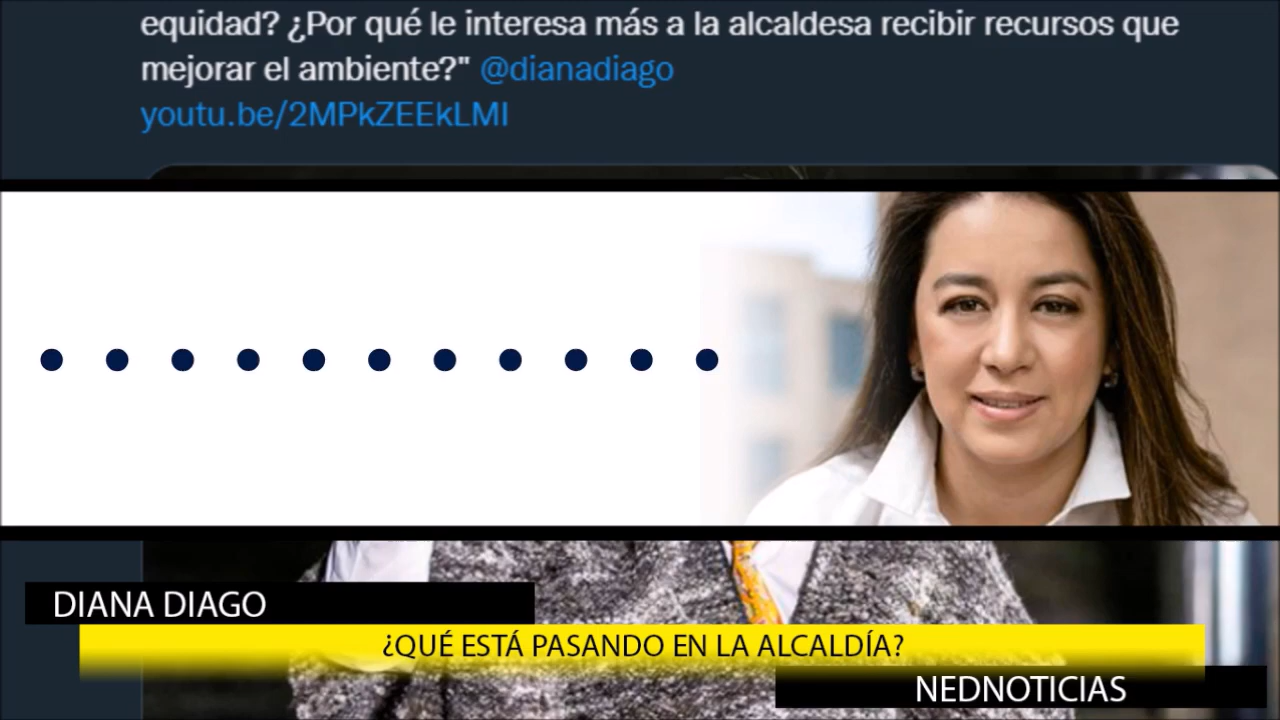 equidad? ¿Por qué le interesa más a la alcaldesa recibir recursos que
mejorar el ambiente?" @dianadiago
youtu.be/2MPkZEEkLMI
DIANA DIAGO
¿QUÉ ESTÁ PASANDO EN LA ALCALDÍA?
NEDNOTICIAS